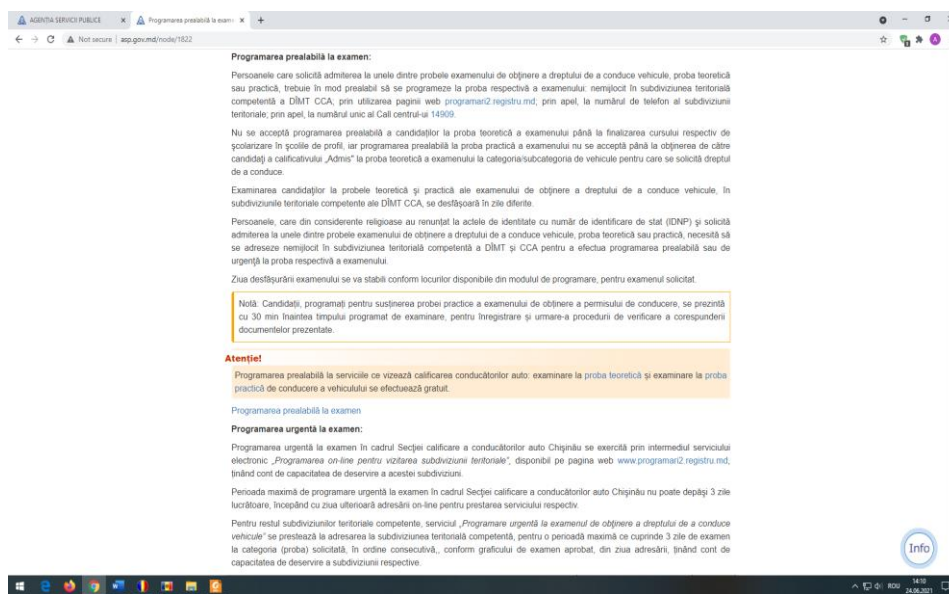 AGENTIA SERVICII PUBLICE
Programarea prealabilă la exam
Not secure | asp.gov.md/node/1822
Programarea prealabilă la examen:
Persoanele care solicită admiterea la unele dintre probele examenului de obţinere a dreptului de a conduce vehicule, proba teoretică
sau practică, trebuie în mod prealabil să se programeze la proba respectivă a examenului: nemijlocit în subdiviziunea teritorială
competentă a DÎMT CCA; prin utilizarea paginii web programari2.registru.md; prin apel, la numărul de telefon al subdiviziunii
teritoriale; prin apel, la numărul unic al Call centrul-ui 14909.
Nu se acceptă programarea prealabilă a candidaților la proba teoretică a examenului până la finalizarea cursului respectiv de
școlarizare în școlile de profil, iar programarea prealabilă la proba practică a examenului nu se acceptă până la obţinerea de către
candidaţi a calificativului „Admis" la proba teoretică a examenului la categoria/subcategoria de vehicule pentru care se solicită dreptul
de a conduce.
Examinarea candidaţilor la probele teoretică şi practică ale examenului de obţinere a dreptului de a conduce vehicule, în
subdiviziunile teritoriale competente ale DÎMT CCA, se desfăşoară în zile diferite.
Persoanele, care din considerente religioase au renunțat la actele de identitate cu număr de identificare de stat (IDNP) și solicită
admiterea la unele dintre probele examenului de obținere a dreptului de a conduce vehicule, proba teoretică sau practică, necesită să
se adreseze nemijlocit în subdiviziunea teritorială competentă a DÎMT și CCA pentru a efectua programarea prealabilă sau de
urgență la proba respectivă a examenului.
Ziua desfășurării examenului se va stabili conform locurilor disponibile din modulul de programare, pentru examenul solicitat.
Notă: Candidații, programați pentru susținerea probei practice a examenului de obținere a permisului de conducere, se prezintă
cu 30 min înaintea timpului programat de examinare, pentru înregistrare și urmare-a procedurii de verificare a corespunderii
documentelor prezentate.
Atenție!
Programarea prealabilă la serviciile ce vizează calificarea conducătorilor auto: examinare la proba teoretică și examinare la proba
practică de conducere a vehiculului se efectuează gratuit.
Programarea prealabilă la examen
Programarea urgentă la examen:
Programarea urgentă la examen în cadrul Secției calificare a conducătorilor auto Chișinău se exercită prin intermediul serviciului
electronic „Programarea on-line pentru vizitarea subdiviziunii teritoriale", disponibil pe pagina web www.programari2.registru.md,
ținând cont de capacitatea de deservire a acestei subdiviziuni.
Perioada maximă de programare urgentă la examen în cadrul Secției calificare a conducătorilor auto Chișinău nu poate depăși 3 zile
lucrătoare, începând cu ziua ulterioară adresării on-line pentru prestarea serviciului respectiv.
Pentru restul subdiviziunilor teritoriale competente, serviciul „Programare urgentă la examenul de obținere a dreptului de a conduce
vehicule" se prestează la adresarea la subdiviziunea teritorială competentă, pentru o perioadă maximă ce cuprinde 3 zile de examen
la categoria (proba) solicitată, în ordine consecutivă,, conform graficului de examen aprobat, din ziua adresării, ținând cont de
capacitatea de deservire a subdiviziunii respective.
Info
ROU
14:10
24.06.2021